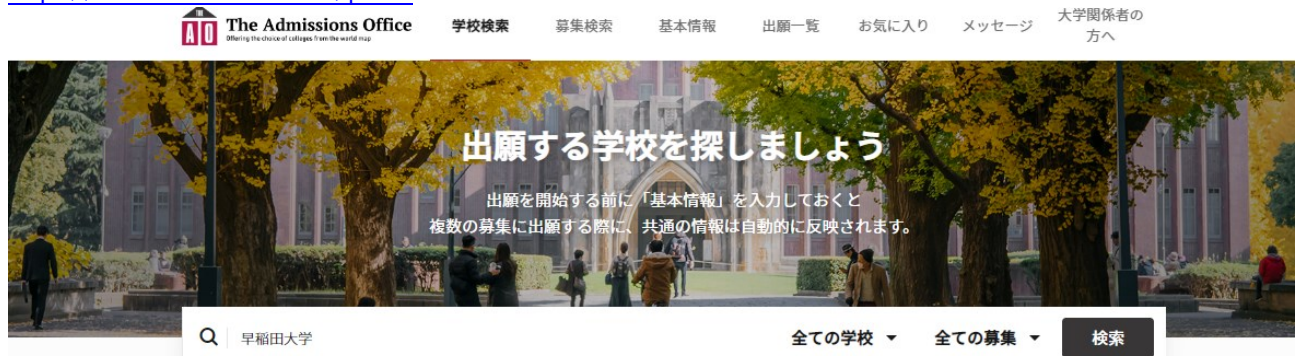 The Admissions Office
Offering the choice of colleges from the world map
学校検索
募集検索
基本情報
出願一覧
お気に入り
メッセージ
大学関係者の
方へ
出願する学校を探しましょう
出願を開始する前に「基本情報」を入力しておくと
複数の募集に出願する際に、共通の情報は自動的に反映されます。
早稲田大学
全ての学校
全ての募集
検索